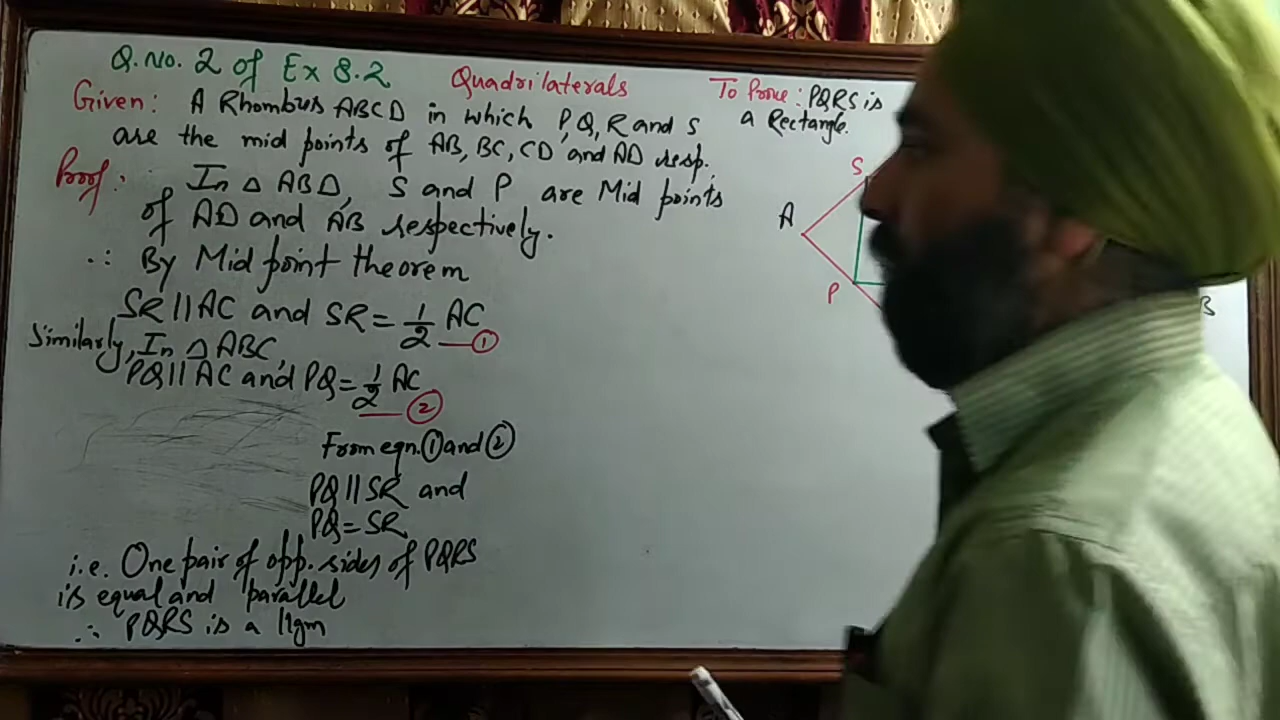 Q. No. 2 of Ex 8.2
Quadrilaterals
Given: A Rhombus ABCD in which P, Q, R and S
are the mid points of AB, BC, CD and AD resp.
To Prove: PQRS is
a Rectangle.
Proof: In △ ABD, S and P are Mid points
of AD and AB respectively.
∴ By Mid point theorem
SR || AC and SR = 1/2 AC —①
Similarly, In △ ABC,
PQ || AC and PQ = 1/2 AC —②
From eqn. ① and ②
PQ || SR and
PQ = SR
i.e. One pair of opp. sides of PQRS
is equal and parallel
∴ PQRS is a ||gm
S
A
P
B